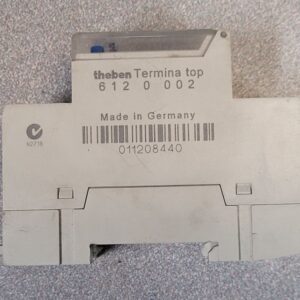 theben Termina top
612 0 002
Made in Germany
011208440